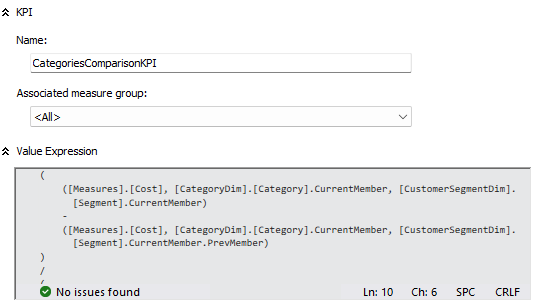 KPI
Name:
CategoriesComparisonKPI
Associated measure group:
<All>
Value Expression
(
([Measures].[Cost], [CategoryDim].[Category].CurrentMember, [CustomerSegmentDim].
[Segment].CurrentMember)
-
([Measures].[Cost], [CategoryDim].[Category].CurrentMember, [CustomerSegmentDim].
[Segment].CurrentMember.PrevMember)
)
/
No issues found Ln: 10 Ch: 6 SPC CRLF